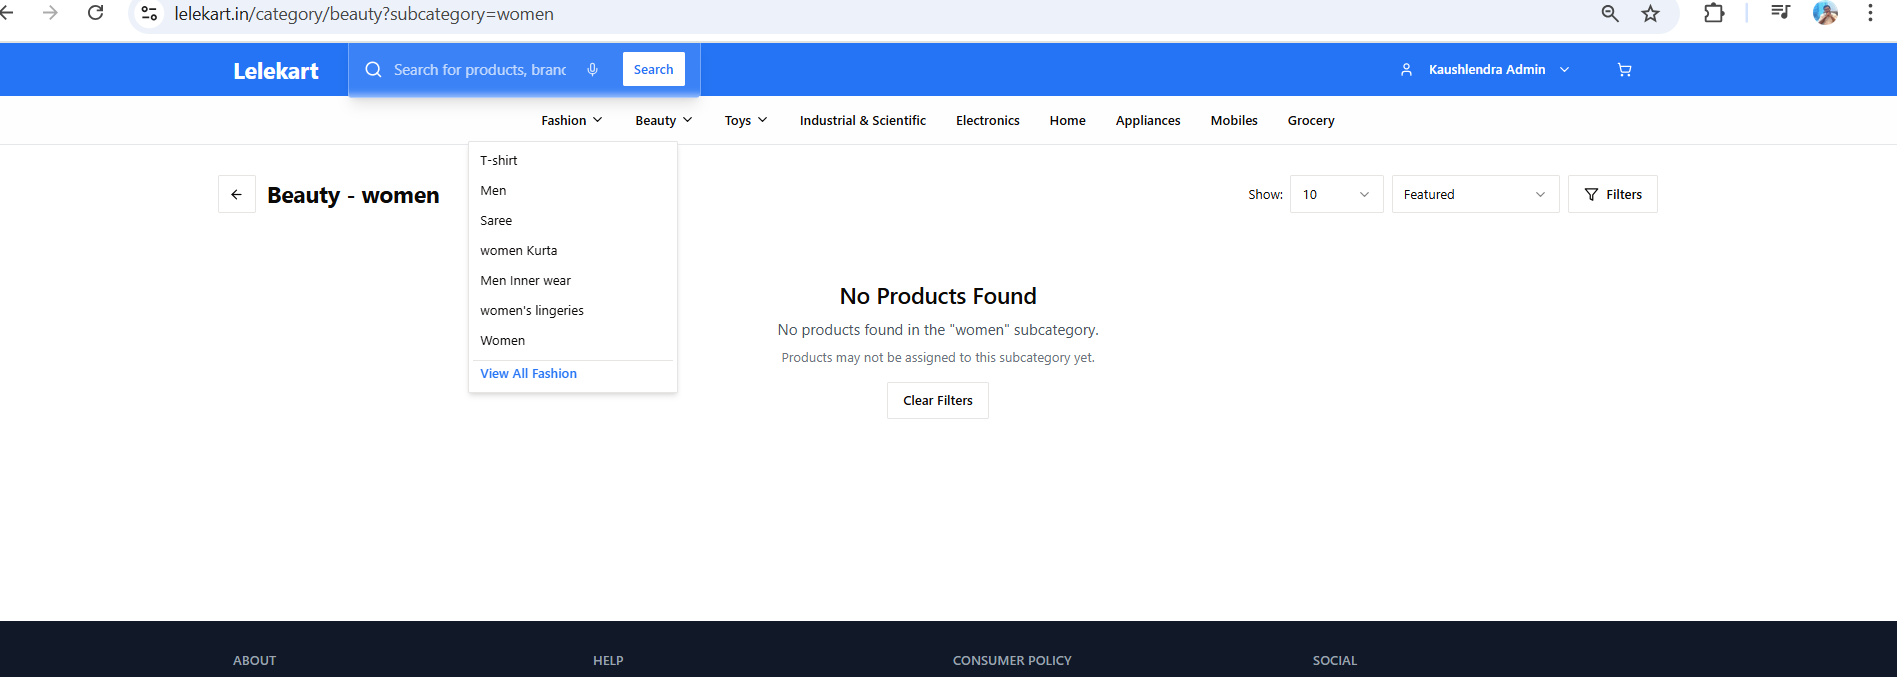 lelekart.in/category/beauty?subcategory=women
Lelekart
Search for products, branc
Search
Kaushlendra Admin
Fashion
Beauty
Toys
Industrial & Scientific
Electronics
Home
Appliances
Mobiles
Grocery
T-shirt
Men
Saree
women Kurta
Men Inner wear
women's lingeries
Women
View All Fashion
Beauty - women
Show:
10
Featured
Filters
No Products Found
No products found in the "women" subcategory.
Products may not be assigned to this subcategory yet.
Clear Filters
ABOUT
HELP
CONSUMER POLICY
SOCIAL